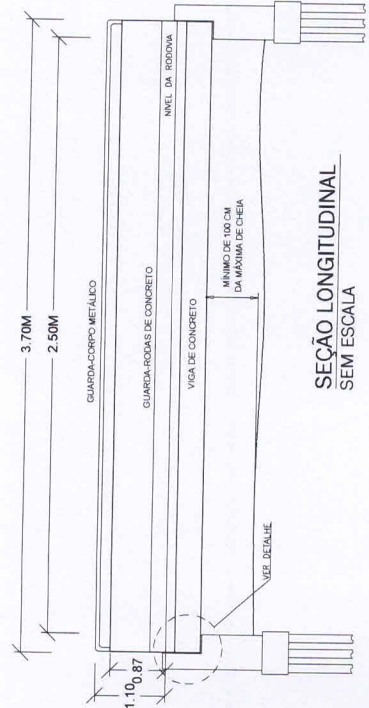 3.70M
2.50M
GUARDA-CORPO METÁLICO
GUARDA-RODAS DE CONCRETO
NIVEL DA RODOVIA
VIGA DE CONCRETO
MÍNIMO DE 100 CM
DA MÁXIMA DE CHEIA
1.10
0.87
VER DETALHE
SEÇÃO LONGITUDINAL
SEM ESCALA